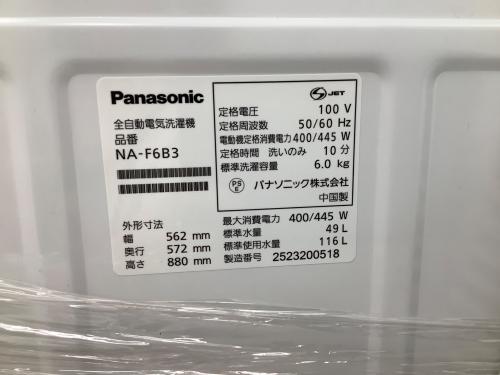 Panasonic
全自動電気洗濯機
品番
NA-F6B3
外形寸法
幅 562 mm
奥行 572 mm
高さ 880 mm
JET
定格電圧 100 V
定格周波数 50/60 Hz
電動機定格消費電力 400/445 W
定格時間 洗いのみ 10 分
標準洗濯容量 6.0 kg
PS E パナソニック株式会社
中国製
最大消費電力 400/445 W
標準水量 49 L
標準使用水量 116 L
製造番号 2523200518